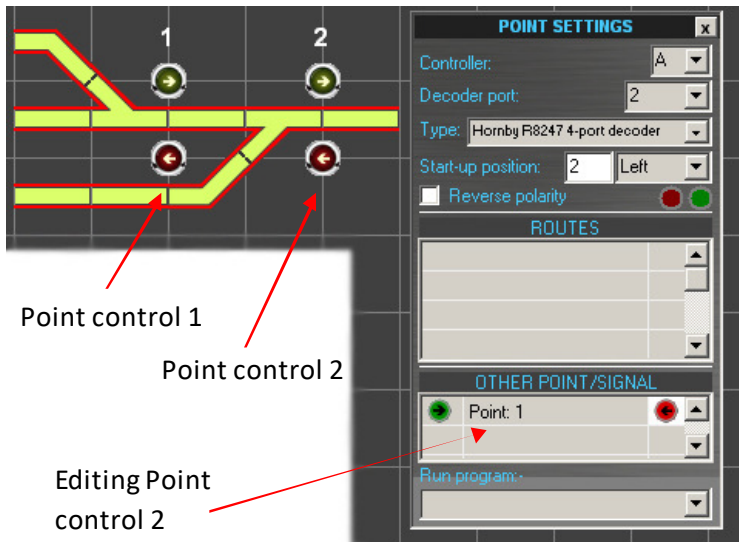 1 2
Point control 1
Point control 2
Editing Point
control 2
POINT SETTINGS x
Controller: A
Decoder port: 2
Type: Hornby R8247 4-port decoder
Start-up position: 2 Left
Reverse polarity
ROUTES
OTHER POINT/SIGNAL
Point: 1
Run program:-